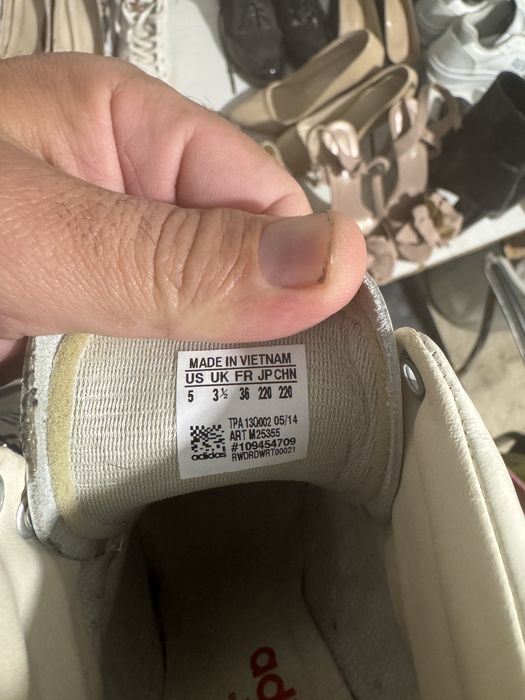 MADE IN VIETNAM
US UK FR JP CHN
5 3½ 36 220 220
TPA 13Q002 05/14
ART M25355
#109454709
RWDRDWRT00021
adidas